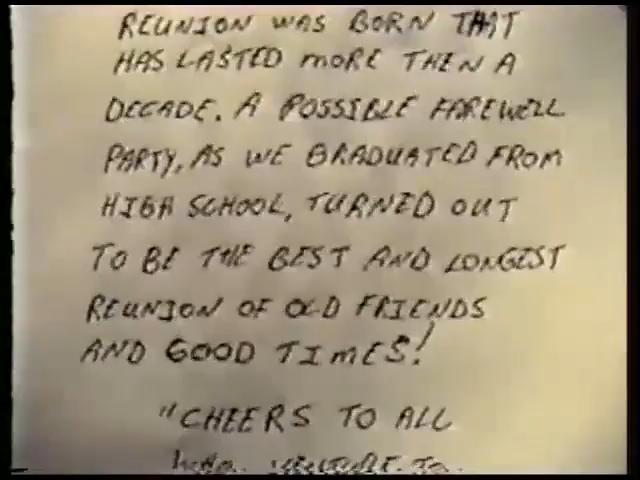 REUNION WAS BORN THAT
HAS LASTED MORE THEN A
DECADE. A POSSIBLE FAREWELL
PARTY, AS WE GRADUATED FROM
HIGH SCHOOL, TURNED OUT
TO BE THE BEST AND LONGEST
REUNION OF OLD FRIENDS
AND GOOD TIMES!
"CHEERS TO ALL